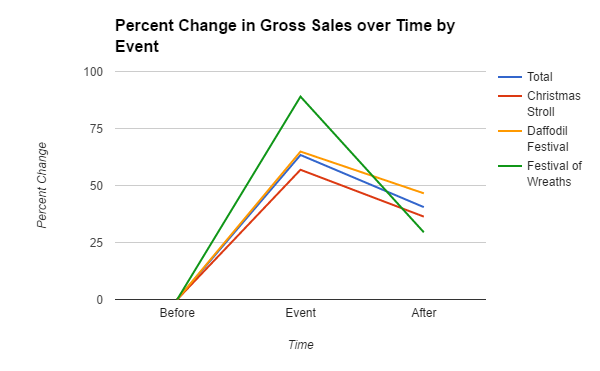 Percent Change in Gross Sales over Time by
Event
100
75
50
25
0
Percent Change
Before
Event
After
Time
Total
Christmas
Stroll
Daffodil
Festival
Festival of
Wreaths